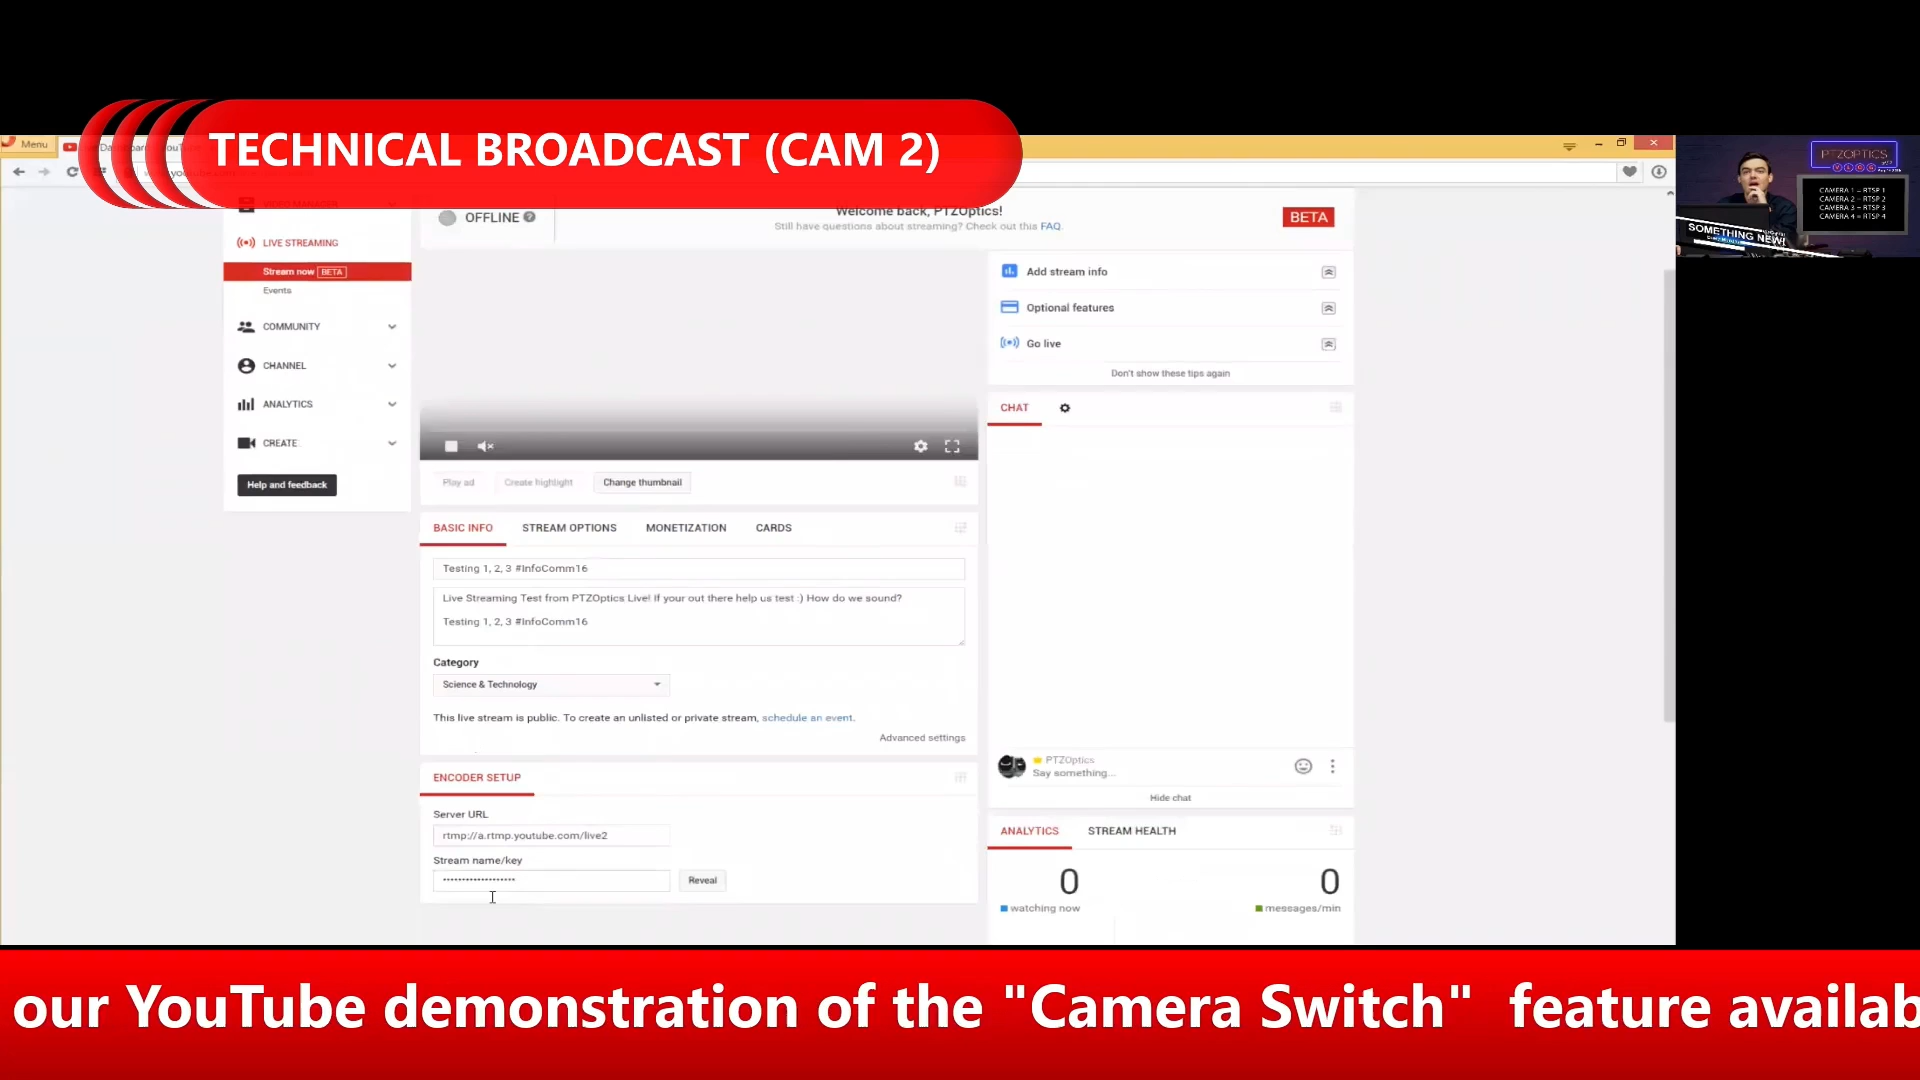 TECHNICAL BROADCAST (CAM 2)
Menu
OFFLINE
Welcome back, PTZOptics!
Still have questions about streaming? Check out this FAQ.
BETA
VIDEO MANAGER
LIVE STREAMING
Stream now BETA
Events
COMMUNITY
CHANNEL
ANALYTICS
CREATE
Help and feedback
Play ad
Create highlight
Change thumbnail
BASIC INFO
STREAM OPTIONS
MONETIZATION
CARDS
Testing 1, 2, 3 #InfoComm16
Live Streaming Test from PTZOptics Live! If your out there help us test :) How do we sound?
Testing 1, 2, 3 #InfoComm16
Category
Science & Technology
This live stream is public. To create an unlisted or private stream, schedule an event.
Advanced settings
ENCODER SETUP
Server URL
rtmp://a.rtmp.youtube.com/live2
Stream name/key
Reveal
Add stream info
Optional features
Go live
Don't show these tips again
CHAT
PTZOptics
Say something...
Hide chat
ANALYTICS
STREAM HEALTH
0
watching now
0
messages/min
PTZOPTICS
VLOG
CAMERA 1 = RTSP 1
CAMERA 2 = RTSP 2
CAMERA 3 = RTSP 3
CAMERA 4 = RTSP 4
SOMETHING NEW!
our YouTube demonstration of the "Camera Switch" feature availab